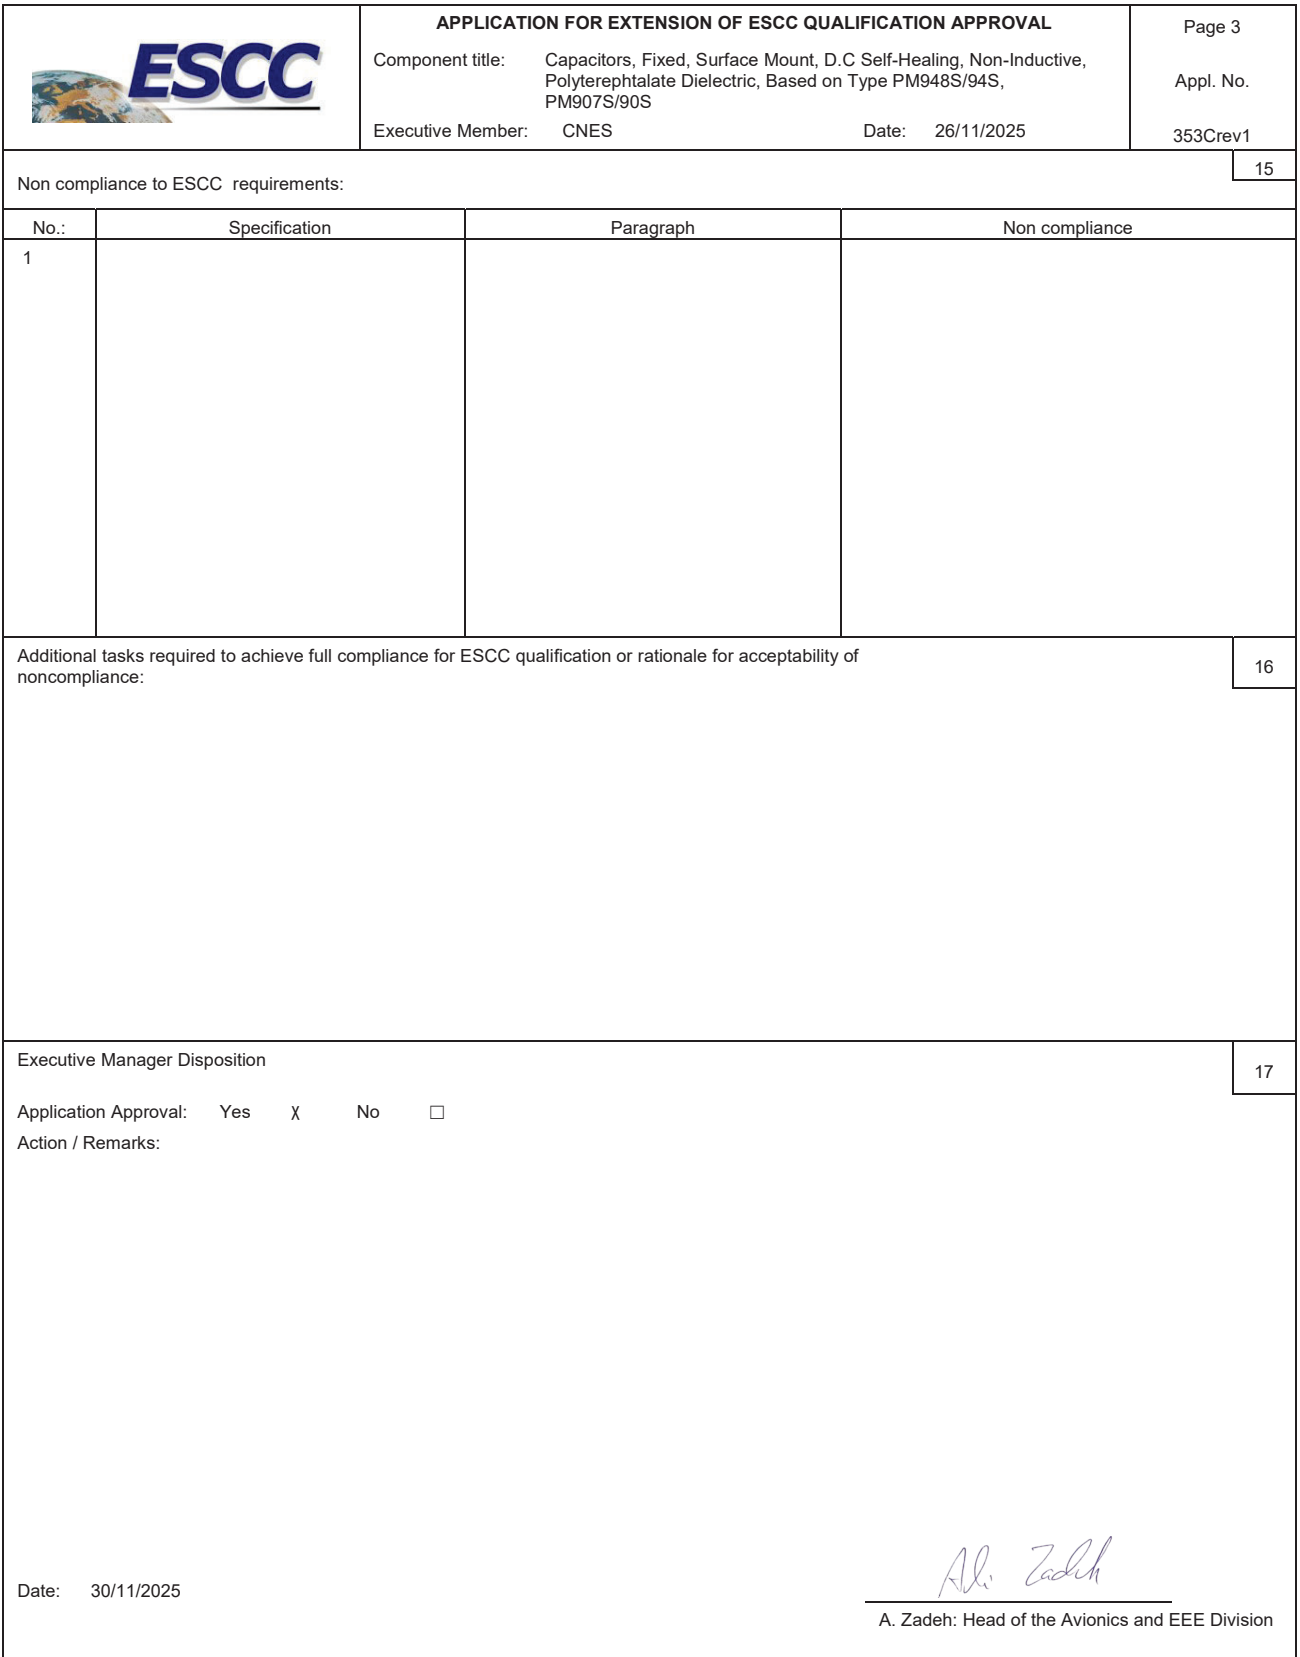 ESCC
APPLICATION FOR EXTENSION OF ESCC QUALIFICATION APPROVAL
Component title: Capacitors, Fixed, Surface Mount, D.C Self-Healing, Non-Inductive,
Polyterephtalate Dielectric, Based on Type PM948S/94S,
PM907S/90S
Executive Member: CNES Date: 26/11/2025
Page 3
Appl. No.
353Crev1
Non compliance to ESCC requirements:
15
No.: Specification Paragraph Non compliance
1
Additional tasks required to achieve full compliance for ESCC qualification or rationale for acceptability of
noncompliance:
16
Executive Manager Disposition
17
Application Approval: Yes X No ☐
Action / Remarks:
Ali Zadeh
Date: 30/11/2025
A. Zadeh: Head of the Avionics and EEE Division